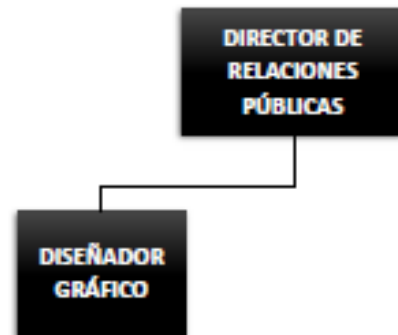 DIRECTOR DE
RELACIONES
PÚBLICAS
DISEÑADOR
GRÁFICO